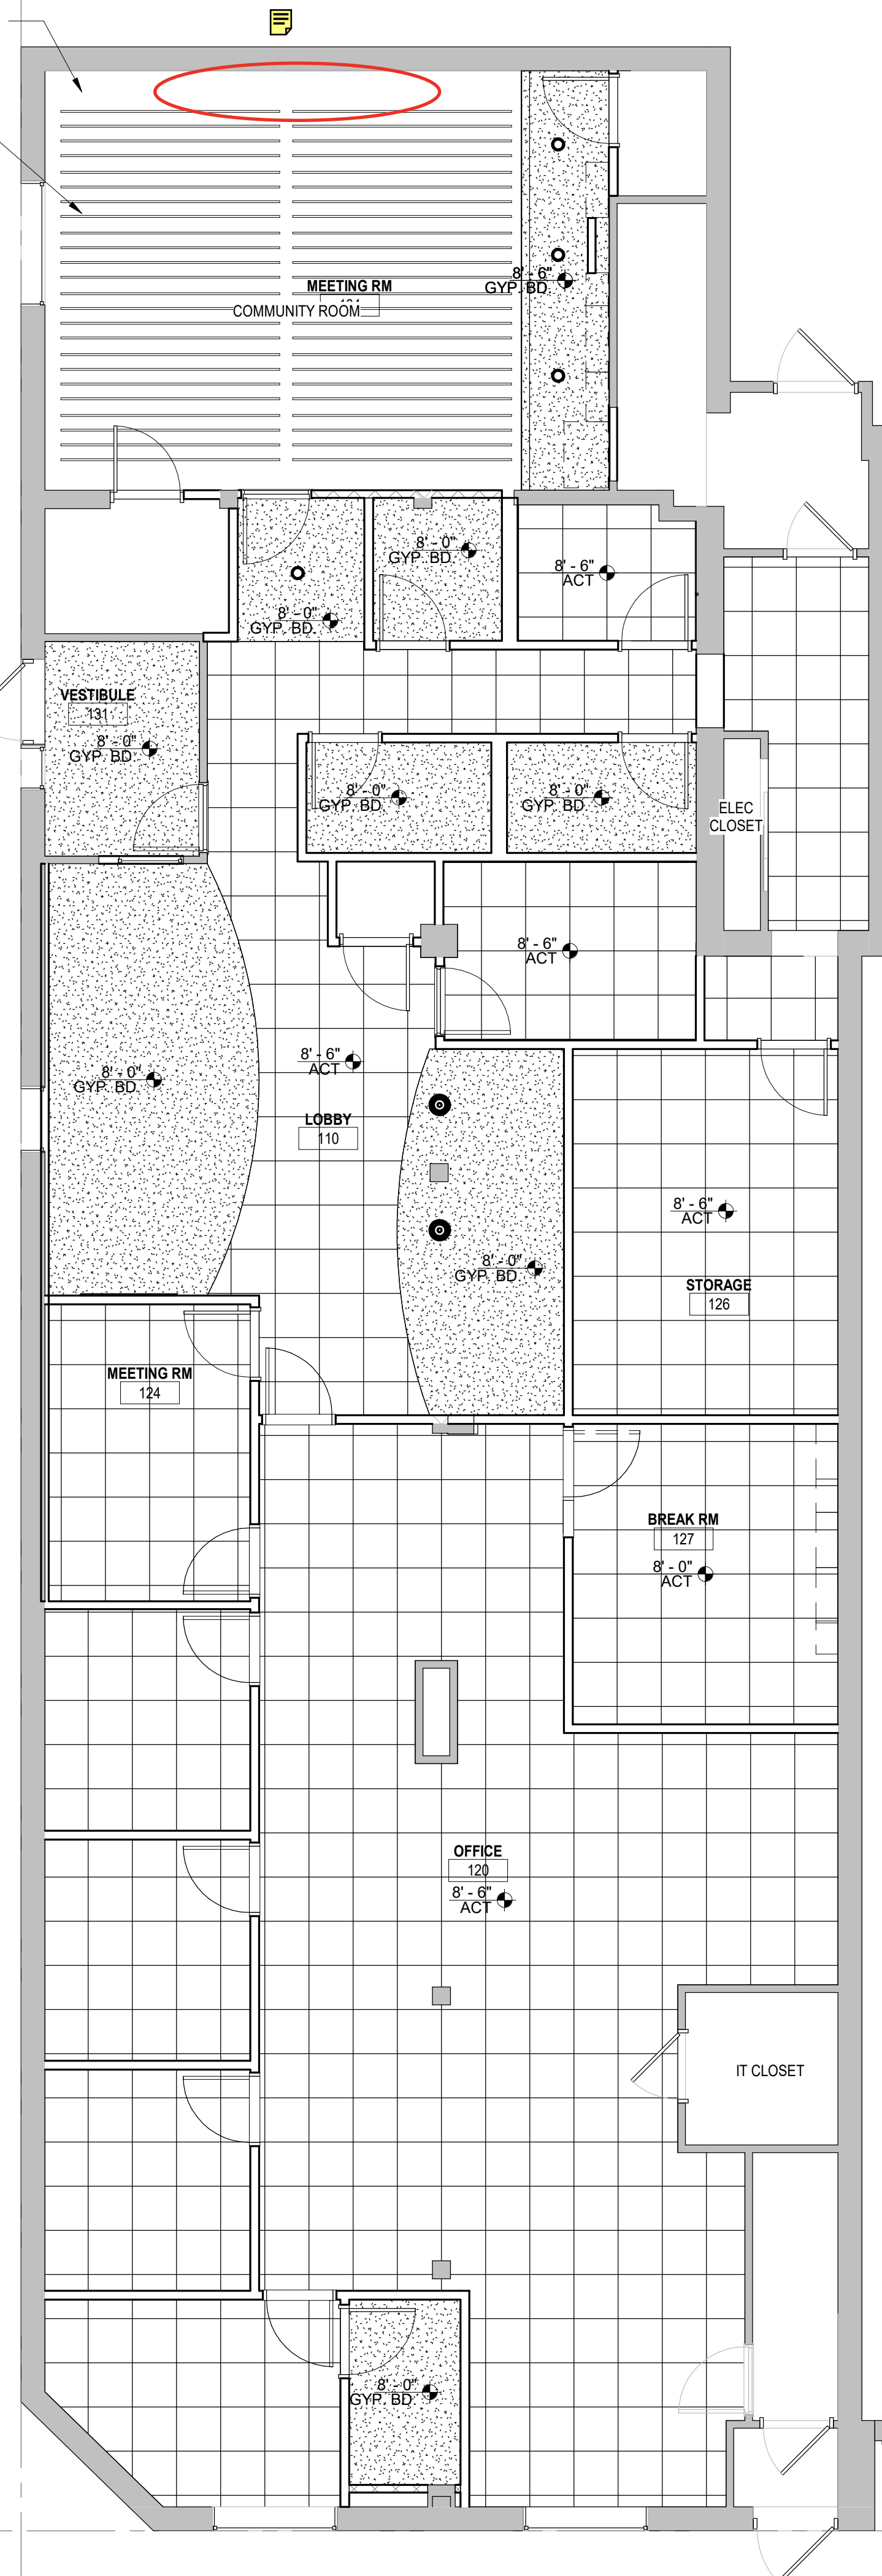 MEETING RM
COMMUNITY ROOM
8' - 6"
GYP. BD.
8' - 0"
GYP. BD.
8' - 6"
ACT
8' - 0"
GYP. BD.
VESTIBULE
131
8' - 0"
GYP. BD.
8' - 0"
GYP. BD.
8' - 0"
GYP. BD.
ELEC
CLOSET
8' - 6"
ACT
8' - 6"
ACT
8' - 0"
GYP. BD.
LOBBY
110
8' - 6"
ACT
8' - 0"
GYP. BD.
STORAGE
126
MEETING RM
124
BREAK RM
127
8' - 0"
ACT
OFFICE
120
8' - 6"
ACT
IT CLOSET
8' - 0"
GYP. BD.